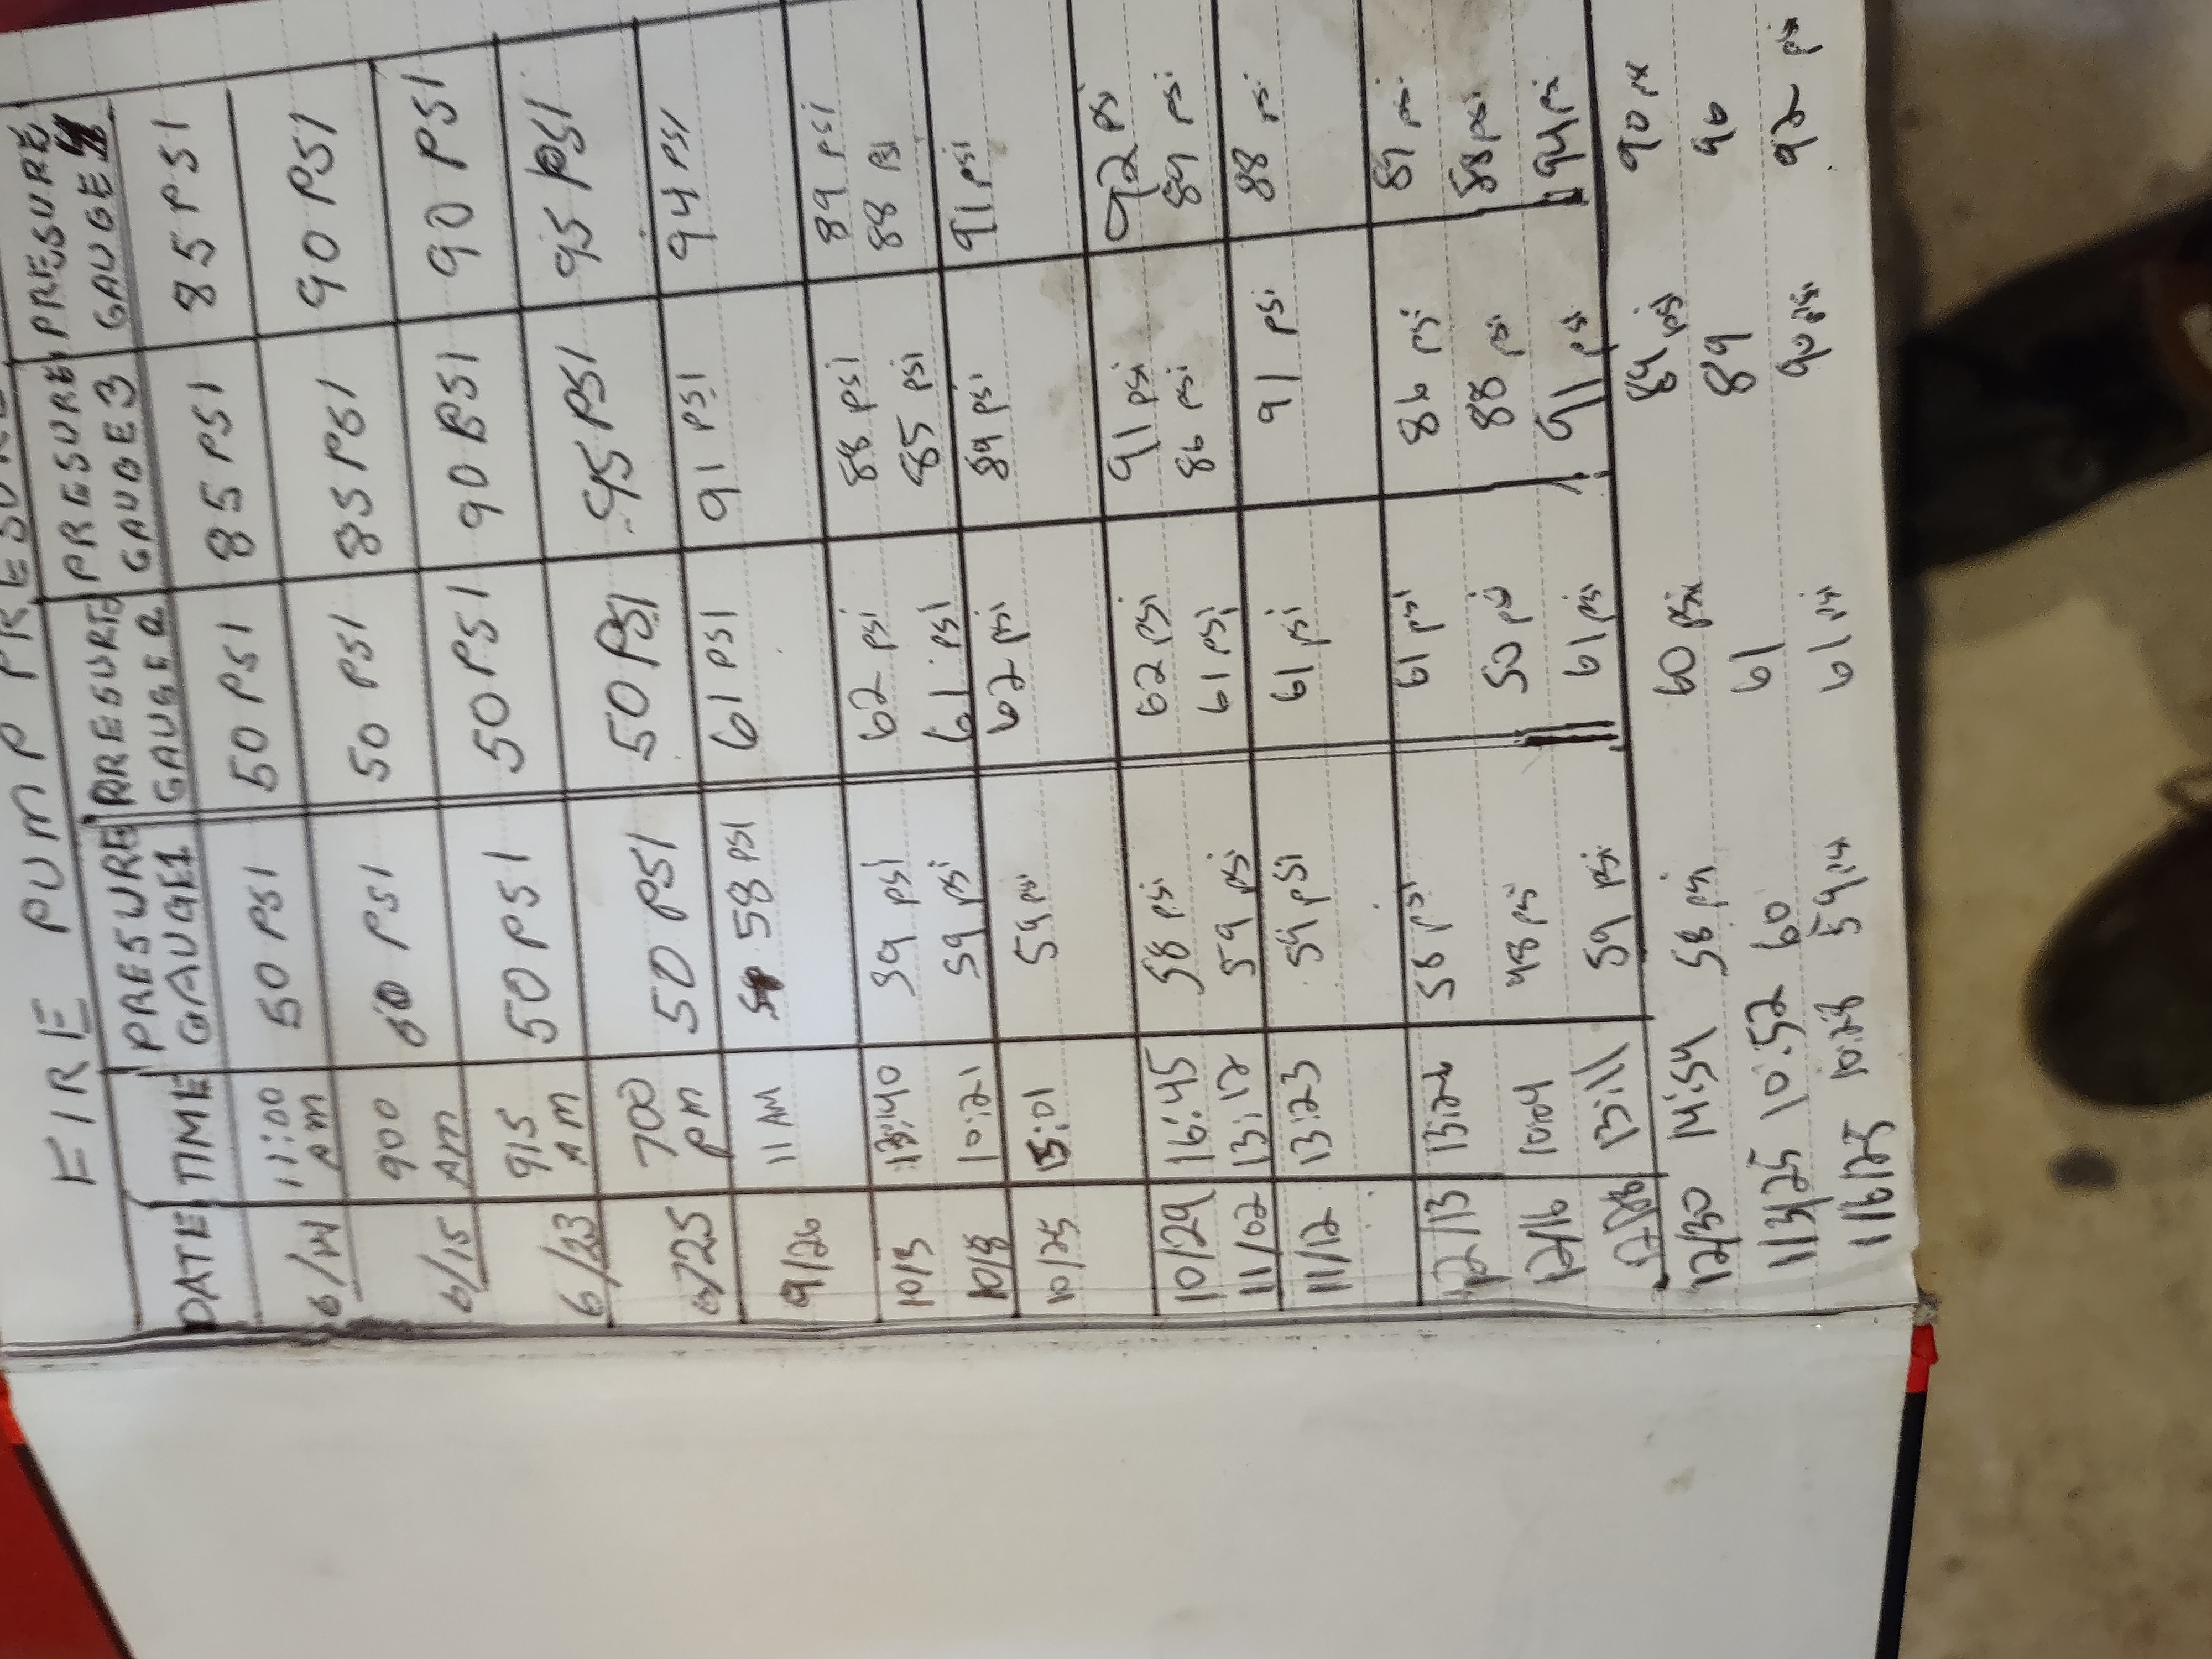 FIRE PUMP PRESURE
DATE TIME PRESURE GAUGE1 PRESURE GAUGE 2 PRESURE GAUGE 3 PRESURE GAUGE 4
6/14 11:00 AM 50 PSI 50 PSI 85 PSI 85 PSI
6/15 900 AM 60 PSI 50 PSI 85 PSI 90 PSI
6/23 915 AM 50 PSI 50 PSI 90 PSI 90 PSI
6/25 700 PM 50 PSI 50 PSI 95 PSI 95 PSI
9/26 11 AM 58 PSI 61 PSI 91 PSI 94 PSI
10/3 13:40 59 psi 62 psi 88 psi 89 psi
10/8 10:21 59 psi 61 psi 85 psi 88 PSI
10/25 15:01 59 psi 62 psi 89 psi 91 psi
10/29 16:45 58 psi 62 psi 91 psi 92 psi
11/02 13:12 59 psi 61 psi 86 psi 89 psi
11/12 13:23 59 psi 61 psi 91 psi 88 psi
12/13 13:26 58 psi 61 psi 86 psi 89 psi
12/16 10:04 48 psi 50 psi 88 psi 58 psi
12/28 13:11 59 psi 61 psi 91 psi 94 psi
12/30 14:54 58 psi 60 psi 89 psi 90 psi
1/3/25 10:52 60 61 89 90
1/6/25 10:28 59 psi 61 psi 90 psi 92 psi